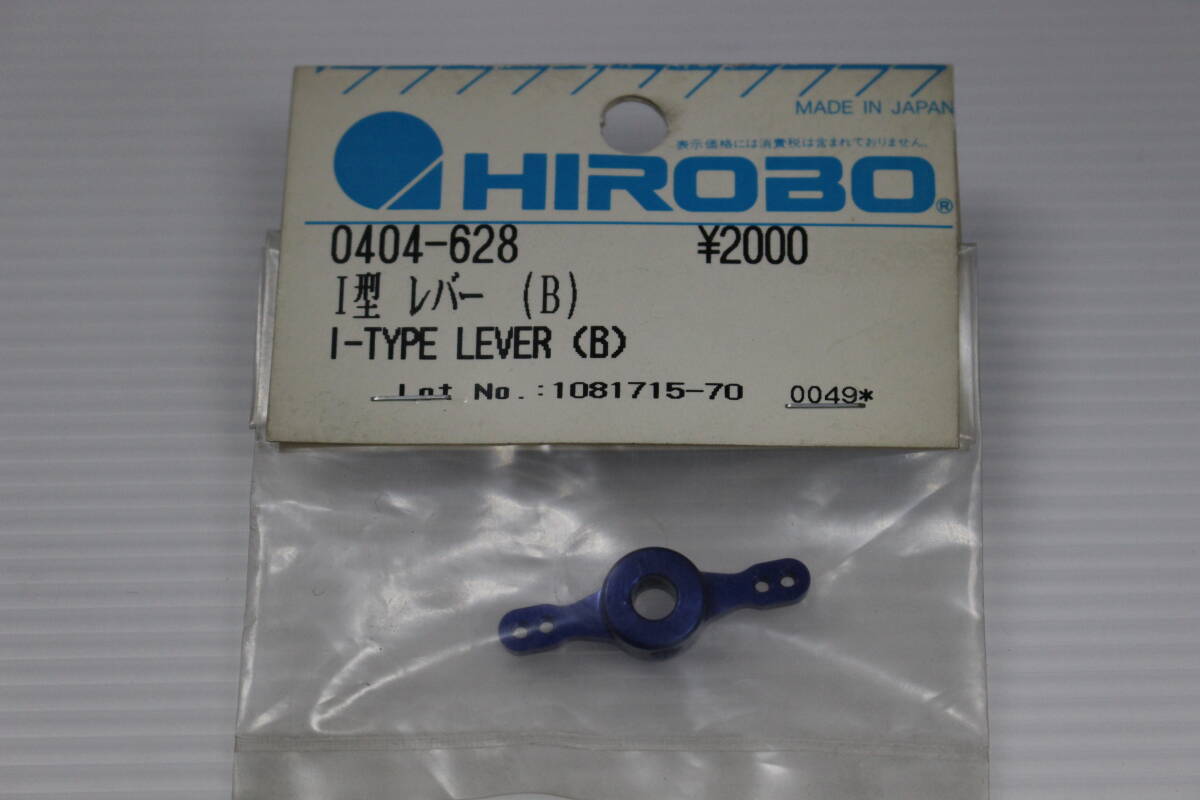 MADE IN JAPAN
表示価格には消費税は含まれておりません。
HIROBO®
0404-628 ¥2000
I型 レバー (B)
I-TYPE LEVER (B)
Lot No.:1081715-70 0049*